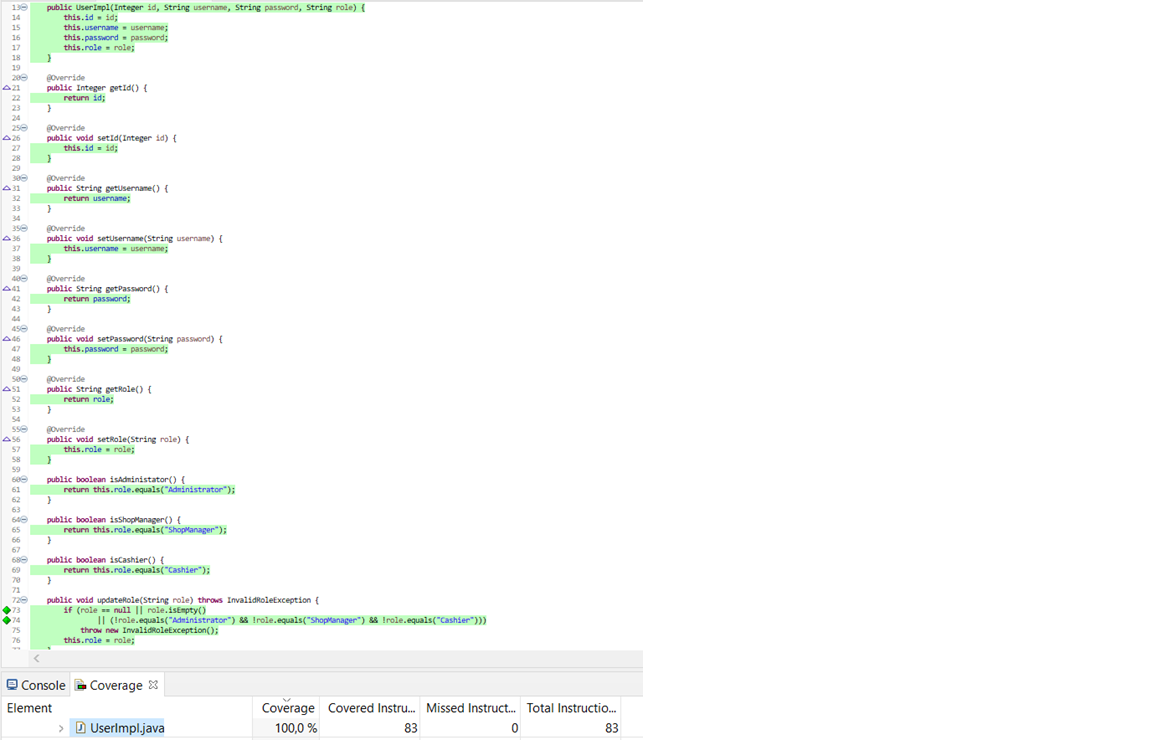 13 public UserImpl(Integer id, String username, String password, String role) {
14 this.id = id;
15 this.username = username;
16 this.password = password;
17 this.role = role;
18 }
19
20 @Override
21 public Integer getId() {
22 return id;
23 }
24
25 @Override
26 public void setId(Integer id) {
27 this.id = id;
28 }
29
30 @Override
31 public String getUsername() {
32 return username;
33 }
34
35 @Override
36 public void setUsername(String username) {
37 this.username = username;
38 }
39
40 @Override
41 public String getPassword() {
42 return password;
43 }
44
45 @Override
46 public void setPassword(String password) {
47 this.password = password;
48 }
49
50 @Override
51 public String getRole() {
52 return role;
53 }
54
55 @Override
56 public void setRole(String role) {
57 this.role = role;
58 }
59
60 public boolean isAdministator() {
61 return this.role.equals("Administrator");
62 }
63
64 public boolean isShopManager() {
65 return this.role.equals("ShopManager");
66 }
67
68 public boolean isCashier() {
69 return this.role.equals("Cashier");
70 }
71
72 public void updateRole(String role) throws InvalidRoleException {
73 if (role == null || role.isEmpty()
74 || (!role.equals("Administrator") && !role.equals("ShopManager") && !role.equals("Cashier")))
75 throw new InvalidRoleException();
76 this.role = role;
Console Coverage
Element Coverage Covered Instru... Missed Instruct... Total Instructio...
UserImpl.java 100,0 % 83 0 83